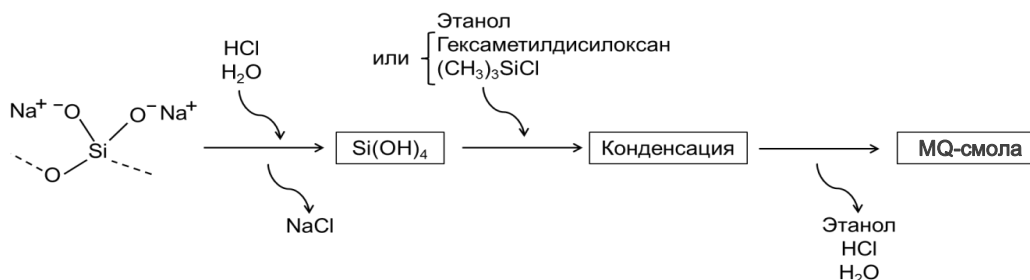 Этанол
или Гексаметилдисилоксан
(CH₃)₃SiCl
HCl
H₂O
Na⁺ ⁻O O⁻Na⁺
Si
O
Si(OH)₄
Конденсация
MQ-смола
NaCl
Этанол
HCl
H₂O